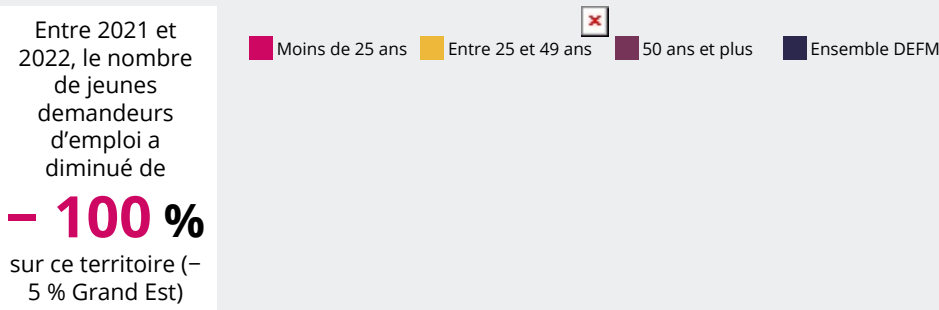 Entre 2021 et
2022, le nombre
de jeunes
demandeurs
d’emploi a
diminué de
− 100 %
sur ce territoire (−
5 % Grand Est)
Moins de 25 ans Entre 25 et 49 ans 50 ans et plus Ensemble DEFM